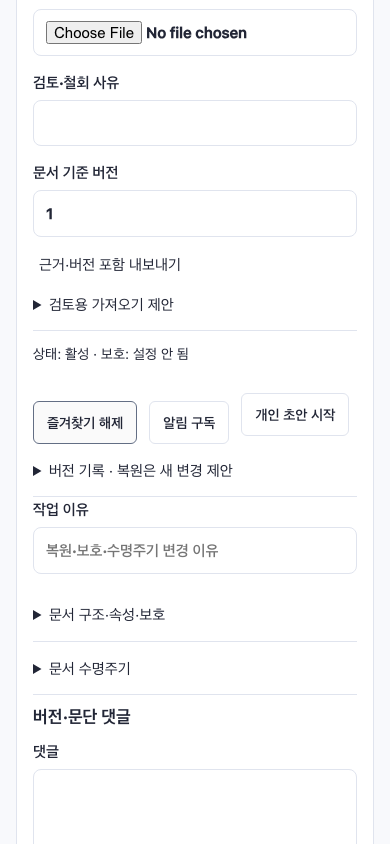 Choose File No file chosen
검토·철회 사유
문서 기준 버전
1
근거·버전 포함 내보내기
▶ 검토용 가져오기 제안
상태: 활성 · 보호: 설정 안 됨
즐겨찾기 해제 알림 구독 개인 초안 시작
▶ 버전 기록 · 복원은 새 변경 제안
작업 이유
복원·보호·수명주기 변경 이유
▶ 문서 구조·속성·보호
▶ 문서 수명주기
버전·문단 댓글
댓글